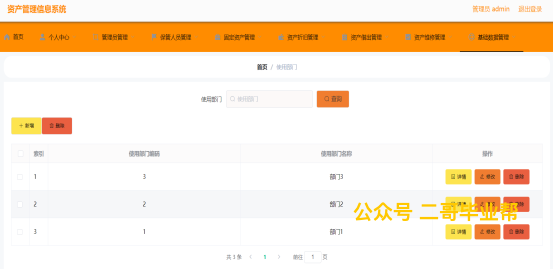 资产管理信息系统
管理员 admin 退出登录
首页 个人中心 管理员管理 保管人员管理 固定资产管理 资产折旧管理 资产借出管理 资产维修管理 基础数据管理
首页 / 使用部门
使用部门 使用部门 查询
+ 新增 删除
索引 使用部门编码 使用部门名称 操作
1 3 部门3 详情 修改 删除
2 2 部门2 详情 修改 删除
公众号 二哥毕业帮
3 1 部门1 详情 修改 删除
共 3 条 < 1 > 前往 1 页